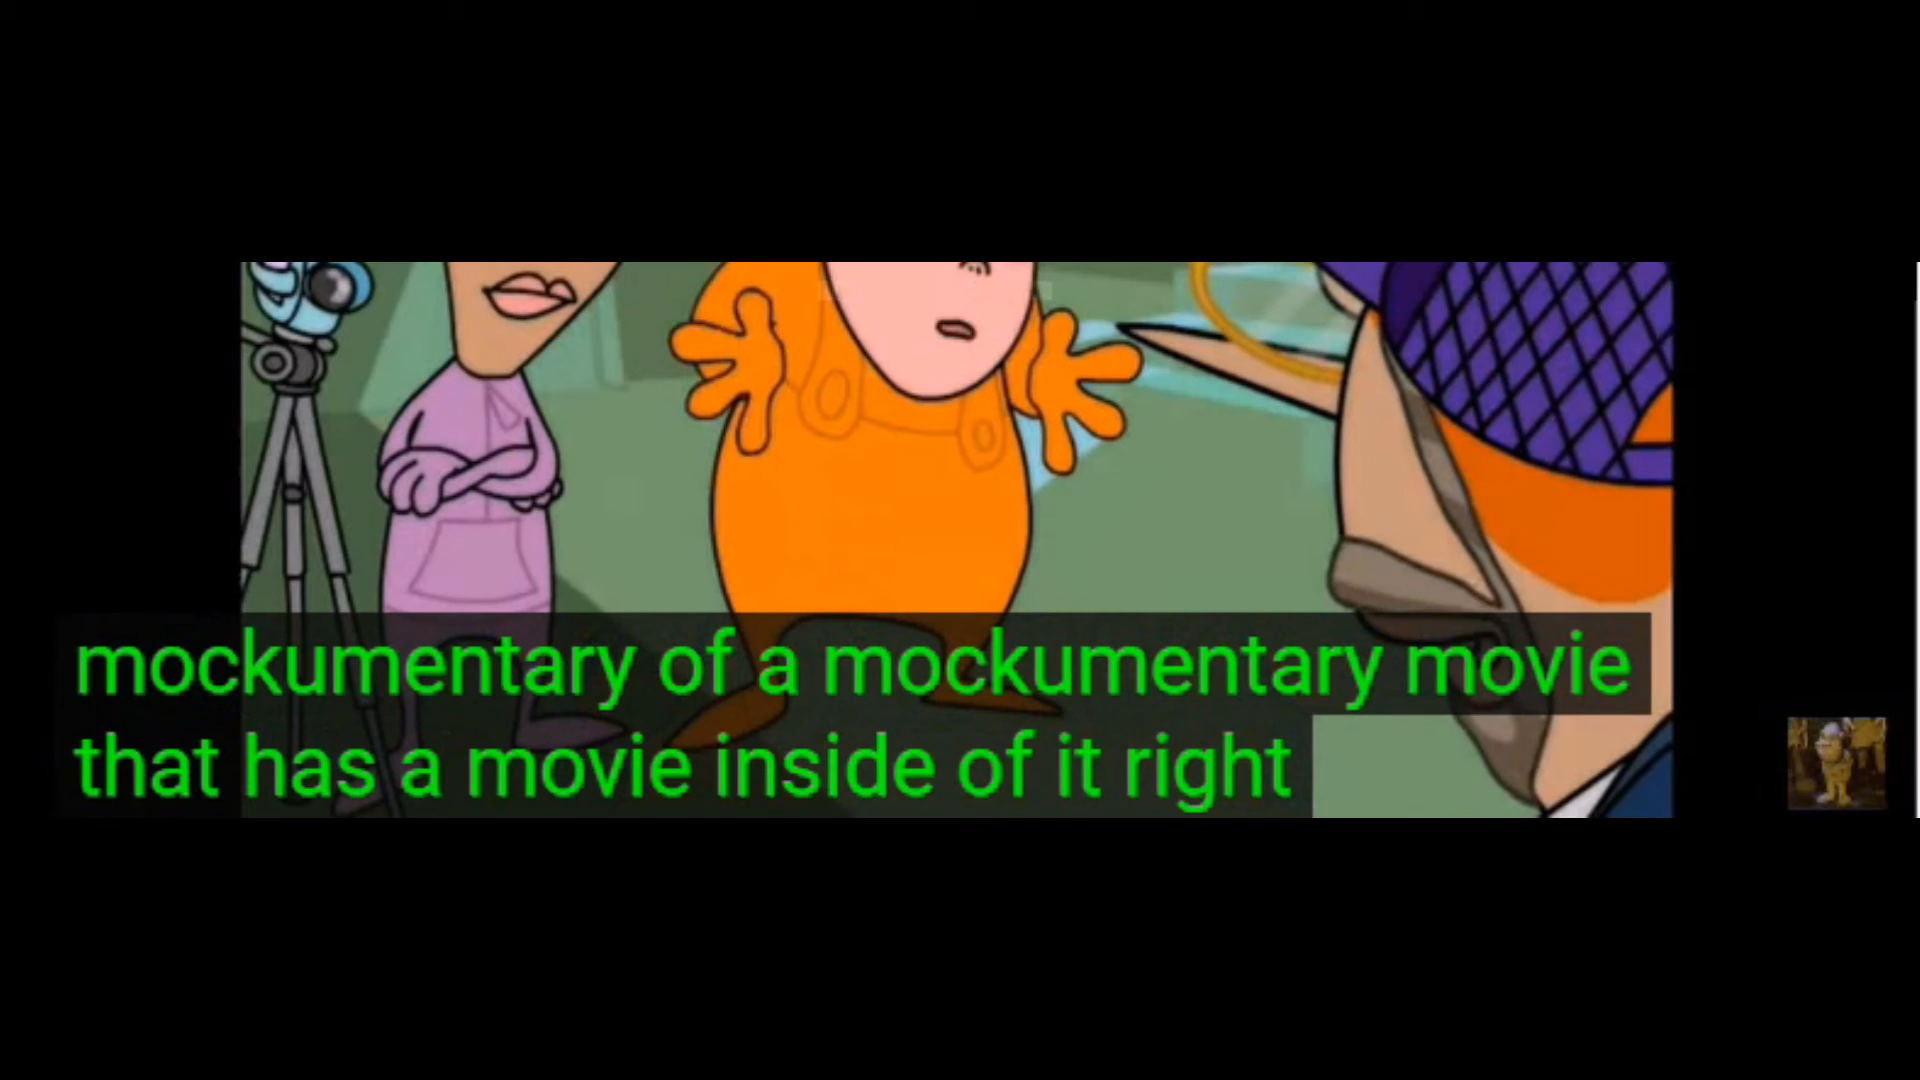 mockumentary of a mockumentary movie
that has a movie inside of it right